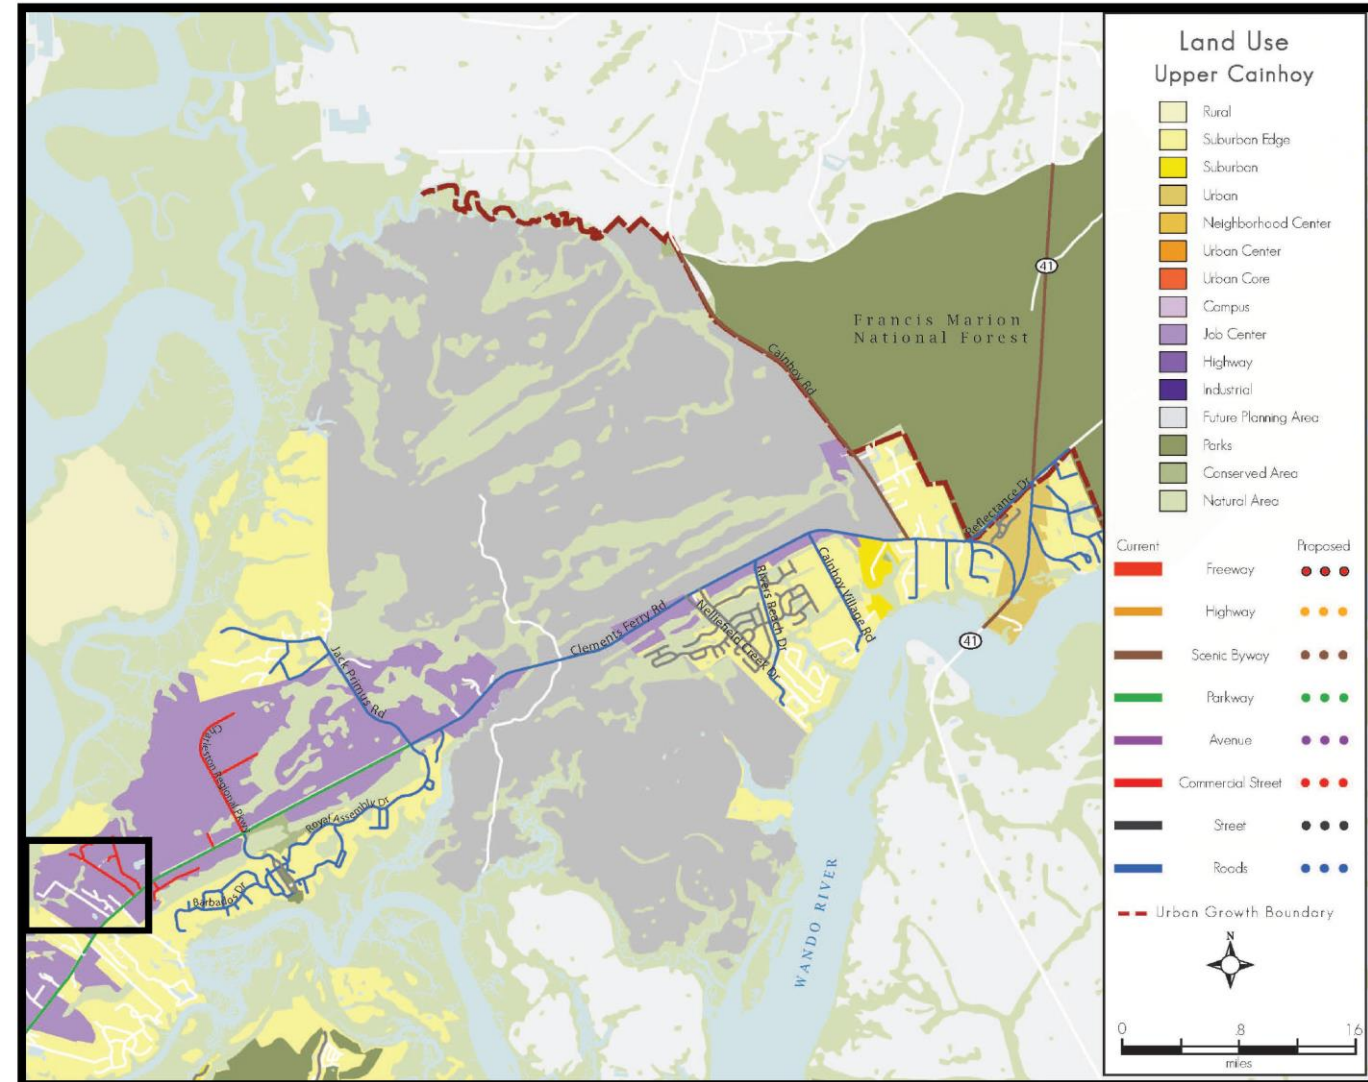 Land Use
Upper Cainhoy
Rural
Suburban Edge
Suburban
Urban
Neighborhood Center
Urban Center
Urban Core
Campus
Job Center
Highway
Industrial
Future Planning Area
Parks
Conserved Area
Natural Area
Current Proposed
Freeway
Highway
Scenic Byway
Parkway
Avenue
Commercial Street
Street
Roads
Urban Growth Boundary
N
0 .8 1.6
miles
41
Francis Marion
National Forest
Cainhoy Rd
Reflectance Dr
Cainhoy Village Rd
Rivers Beach Dr
Nelliefield Creek Dr
Clements Ferry Rd
41
Jack Primus Rd
Charleston Regional Pkwy
Royal Assembly Dr
Barbados Dr
WANDO RIVER